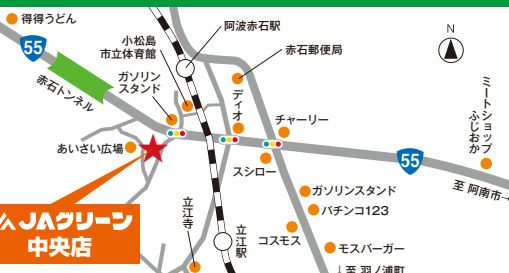 得得うどん
55
赤石トンネル
小松島
市立体育館
ガソリン
スタンド
阿波赤石駅
赤石郵便局
N
ディオ
チャーリー
ミートショップ
ふじおか
あいさい広場
スシロー
55
至 阿南市→
JAグリーン
中央店
立江寺
立江駅
ガソリンスタンド
パチンコ123
コスモス
モスバーガー
↓至 羽ノ浦町